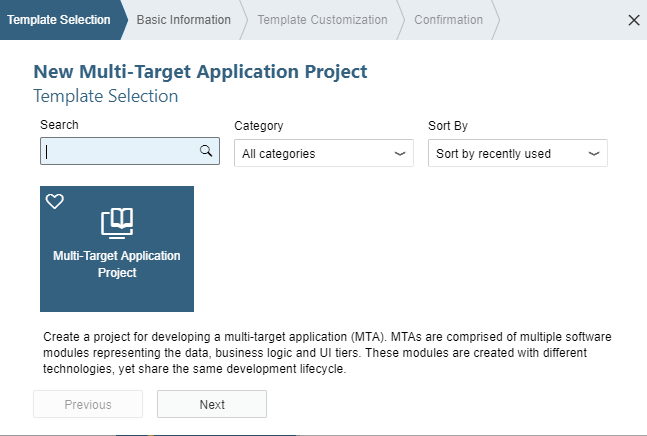 Template Selection
Basic Information
Template Customization
Confirmation
New Multi-Target Application Project
Template Selection
Search
Category
Sort By
All categories
Sort by recently used
Multi-Target Application
Project
Create a project for developing a multi-target application (MTA). MTAs are comprised of multiple software
modules representing the data, business logic and UI tiers. These modules are created with different
technologies, yet share the same development lifecycle.
Previous
Next